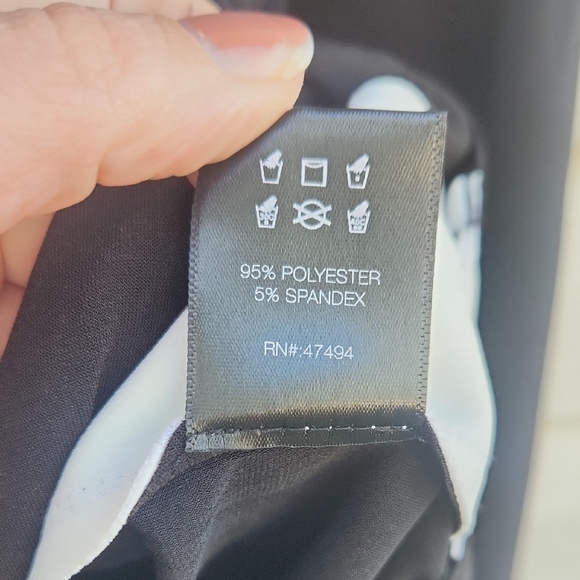 95% POLYESTER
5% SPANDEX
RN#:47494